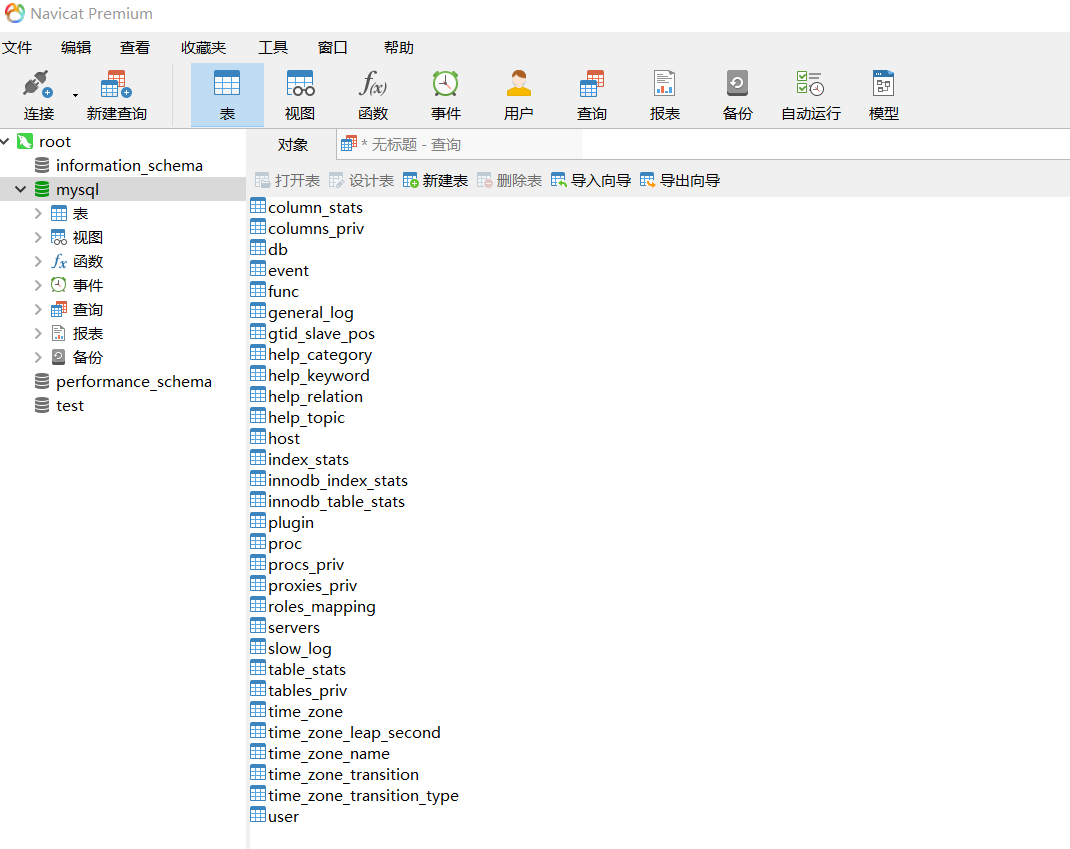 Navicat Premium
文件 编辑 查看 收藏夹 工具 窗口 帮助
连接 新建查询 表 视图 函数 事件 用户 查询 报表 备份 自动运行 模型
root
information_schema
mysql
表
视图
函数
事件
查询
报表
备份
performance_schema
test
对象 * 无标题 - 查询
打开表 设计表 新建表 删除表 导入向导 导出向导
column_stats
columns_priv
db
event
func
general_log
gtid_slave_pos
help_category
help_keyword
help_relation
help_topic
host
index_stats
innodb_index_stats
innodb_table_stats
plugin
proc
procs_priv
proxies_priv
roles_mapping
servers
slow_log
table_stats
tables_priv
time_zone
time_zone_leap_second
time_zone_name
time_zone_transition
time_zone_transition_type
user